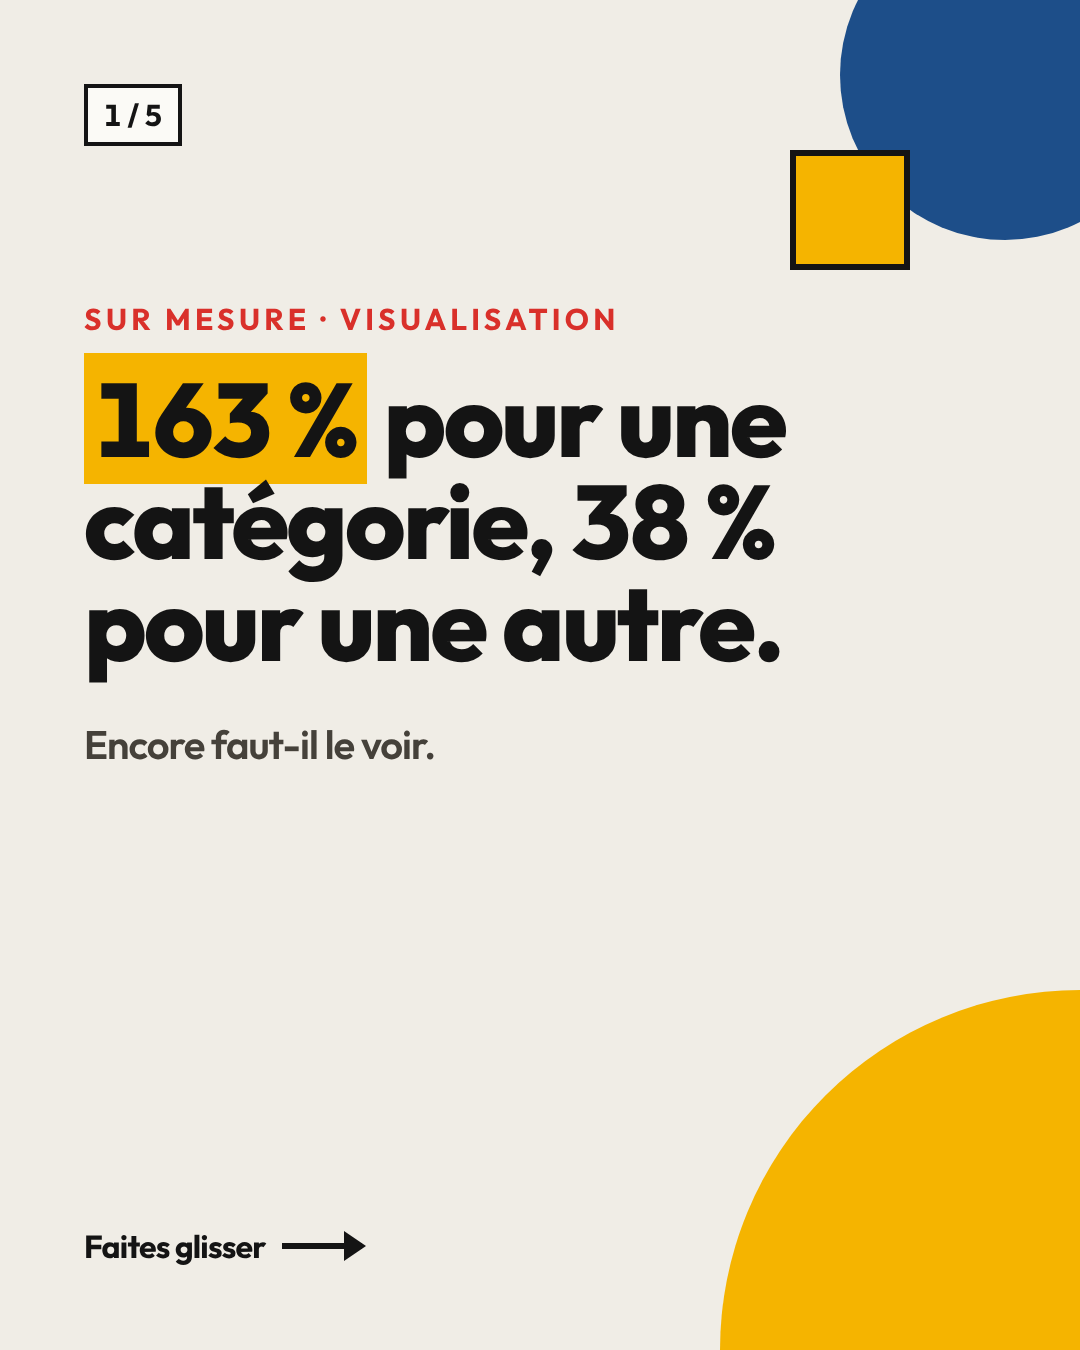 1 / 5
SUR MESURE · VISUALISATION
163 % pour une
catégorie, 38 %
pour une autre.
Encore faut-il le voir.
Faites glisser